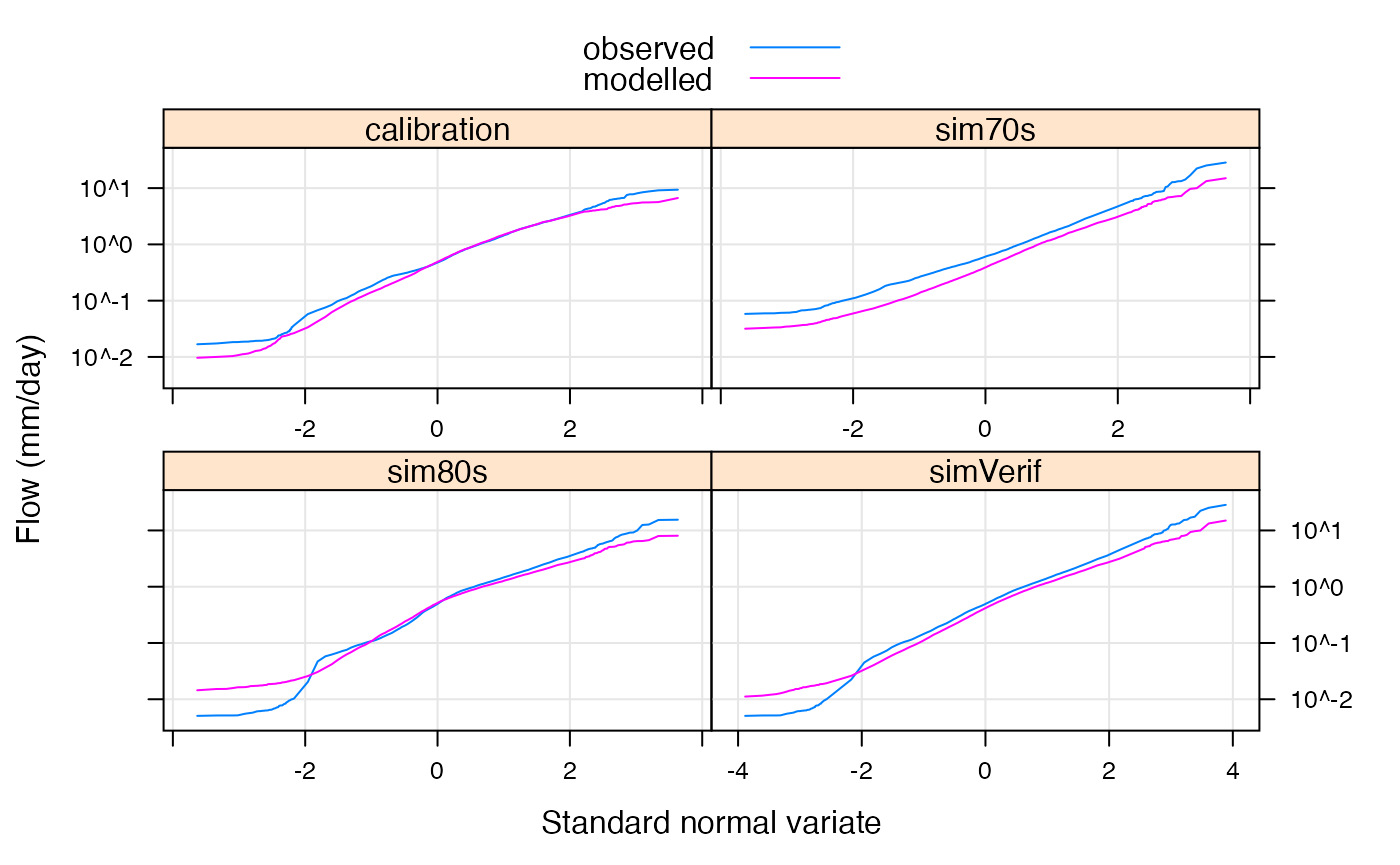 observed
modelled
calibration
sim70s
10^1
10^0
10^-1
10^-2
-2 0 2
-2 0 2
Flow (mm/day)
sim80s
simVerif
10^1
10^0
10^-1
10^-2
-2 0 2
-4 -2 0 2 4
Standard normal variate